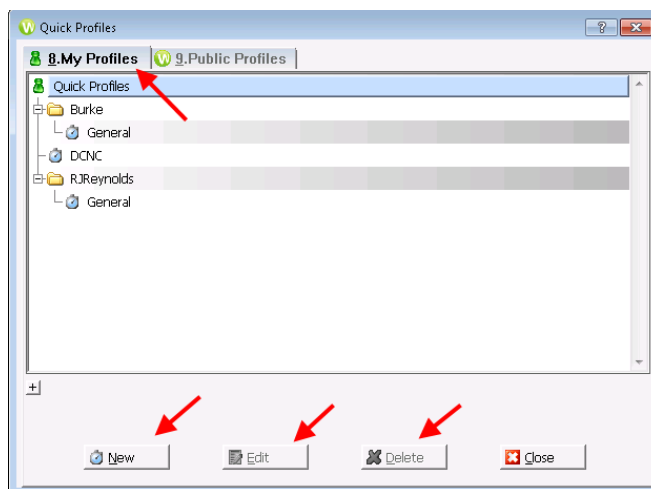 Quick Profiles
8.My Profiles 9.Public Profiles
Quick Profiles
Burke
General
DCNC
RJReynolds
General
New Edit Delete Close